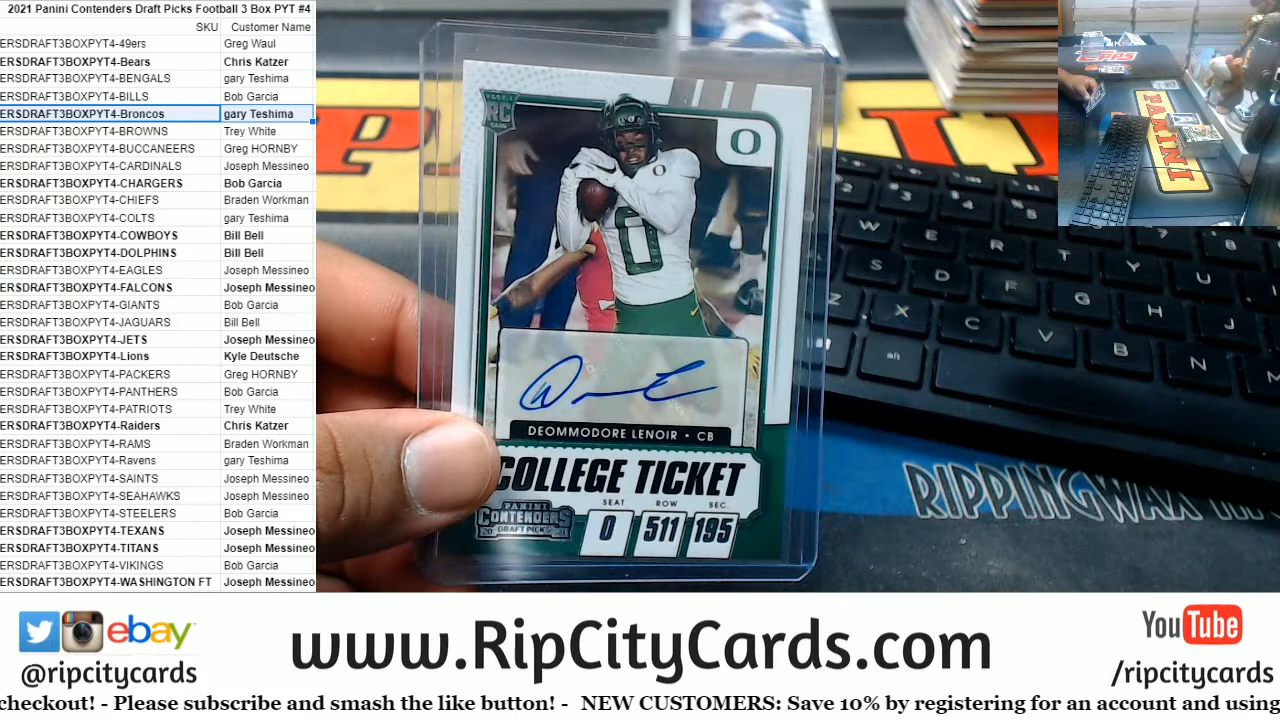 2021 Panini Contenders Draft Picks Football 3 Box PYT #4
SKU Customer Name
ERSDRAFT3BOXPYT4-49ers Greg Waul
ERSDRAFT3BOXPYT4-Bears Chris Katzer
ERSDRAFT3BOXPYT4-BENGALS gary Teshima
ERSDRAFT3BOXPYT4-BILLS Bob Garcia
ERSDRAFT3BOXPYT4-Broncos gary Teshima
ERSDRAFT3BOXPYT4-BROWNS Trey White
ERSDRAFT3BOXPYT4-BUCCANEERS Greg HORNBY
ERSDRAFT3BOXPYT4-CARDINALS Joseph Messineo
ERSDRAFT3BOXPYT4-CHARGERS Bob Garcia
ERSDRAFT3BOXPYT4-CHIEFS Braden Workman
ERSDRAFT3BOXPYT4-COLTS gary Teshima
ERSDRAFT3BOXPYT4-COWBOYS Bill Bell
ERSDRAFT3BOXPYT4-DOLPHINS Bill Bell
ERSDRAFT3BOXPYT4-EAGLES Joseph Messineo
ERSDRAFT3BOXPYT4-FALCONS Joseph Messineo
ERSDRAFT3BOXPYT4-GIANTS Bob Garcia
ERSDRAFT3BOXPYT4-JAGUARS Bill Bell
ERSDRAFT3BOXPYT4-JETS Joseph Messineo
ERSDRAFT3BOXPYT4-Lions Kyle Deutsche
ERSDRAFT3BOXPYT4-PACKERS Greg HORNBY
ERSDRAFT3BOXPYT4-PANTHERS Bob Garcia
ERSDRAFT3BOXPYT4-PATRIOTS Trey White
ERSDRAFT3BOXPYT4-Raiders Chris Katzer
ERSDRAFT3BOXPYT4-RAMS Braden Workman
ERSDRAFT3BOXPYT4-Ravens gary Teshima
ERSDRAFT3BOXPYT4-SAINTS Joseph Messineo
ERSDRAFT3BOXPYT4-SEAHAWKS Joseph Messineo
ERSDRAFT3BOXPYT4-STEELERS Bob Garcia
ERSDRAFT3BOXPYT4-TEXANS Joseph Messineo
ERSDRAFT3BOXPYT4-TITANS Joseph Messineo
ERSDRAFT3BOXPYT4-VIKINGS Bob Garcia
ERSDRAFT3BOXPYT4-WASHINGTON FT Joseph Messineo
RC
O
0
DEOMMODORE LENOIR • CB
COLLEGE TICKET
SEAT ROW SEC.
0 511 195
PANINI
CONTENDERS
DRAFT PICKS
W E R T Y U
S D F G H J
X C V B N
alt
RIPPINGWAX
PANINI
ebay
@ripcitycards
www.RipCityCards.com
YouTube
/ripcitycards
checkout! - Please subscribe and smash the like button! - NEW CUSTOMERS: Save 10% by registering for an account and using